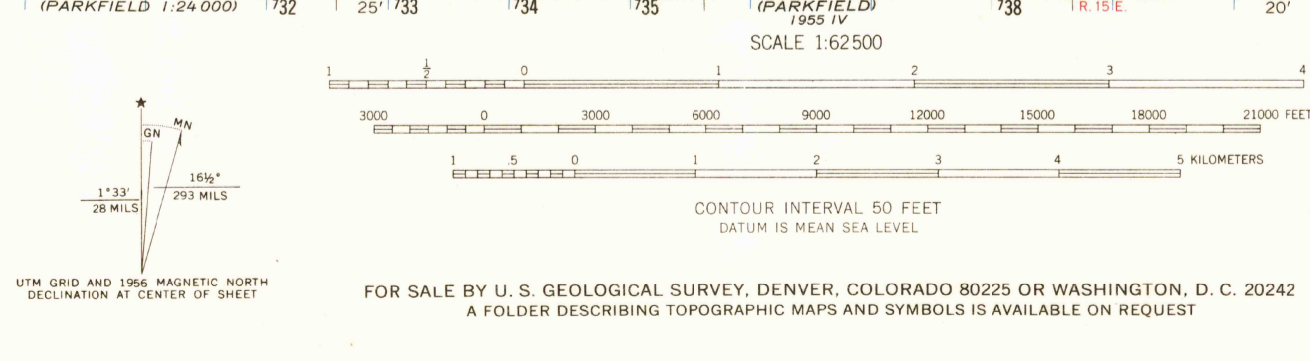 (PARKFIELD 1:24 000) 732 25' 733 734 735 (PARKFIELD) 738 R. 15 E. 20'
1955 IV
SCALE 1:62500
1 ½ 0 1 2 3 4
3000 0 3000 6000 9000 12000 15000 18000 21000 FEET
1 .5 0 1 2 3 4 5 KILOMETERS
CONTOUR INTERVAL 50 FEET
DATUM IS MEAN SEA LEVEL
★
GN
MN
1°33'
28 MILS
16½°
293 MILS
UTM GRID AND 1956 MAGNETIC NORTH
DECLINATION AT CENTER OF SHEET
FOR SALE BY U. S. GEOLOGICAL SURVEY, DENVER, COLORADO 80225 OR WASHINGTON, D. C. 20242
A FOLDER DESCRIBING TOPOGRAPHIC MAPS AND SYMBOLS IS AVAILABLE ON REQUEST